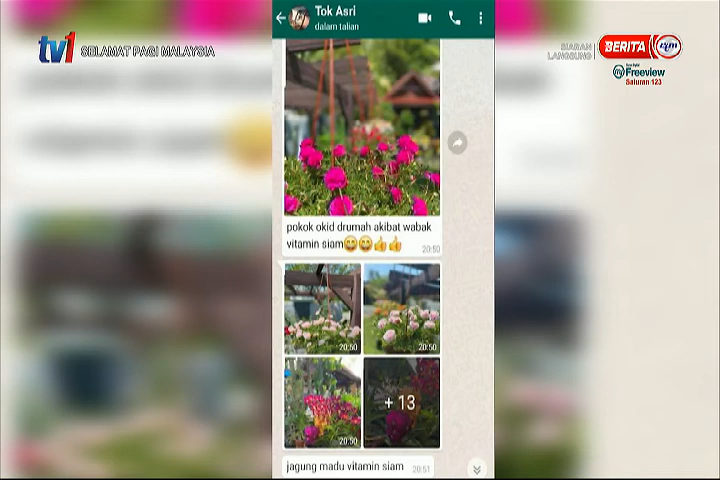 tv1
SELAMAT PAGI MALAYSIA
Tok Asri
dalam talian
SIARAN
LANGSUNG
BERITA
rtm
Freeview
Saluran 123
pokok okid drumah akibat wabak
vitamin siam😄😄👍👍
20:50
20:50
20:50
20:50
+ 13
jagung madu vitamin siam
20:51